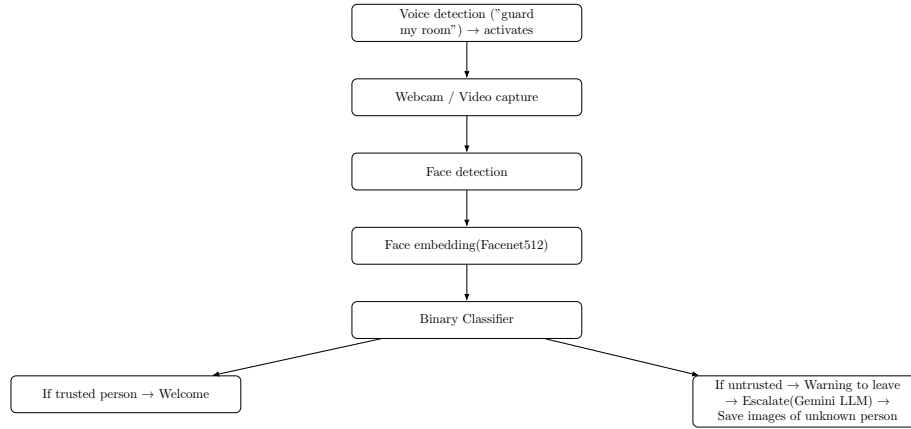 Voice detection ("guard
my room") → activates
Webcam / Video capture
Face detection
Face embedding(Facenet512)
Binary Classifier
If trusted person → Welcome
If untrusted → Warning to leave
→ Escalate(Gemini LLM) →
Save images of unknown person